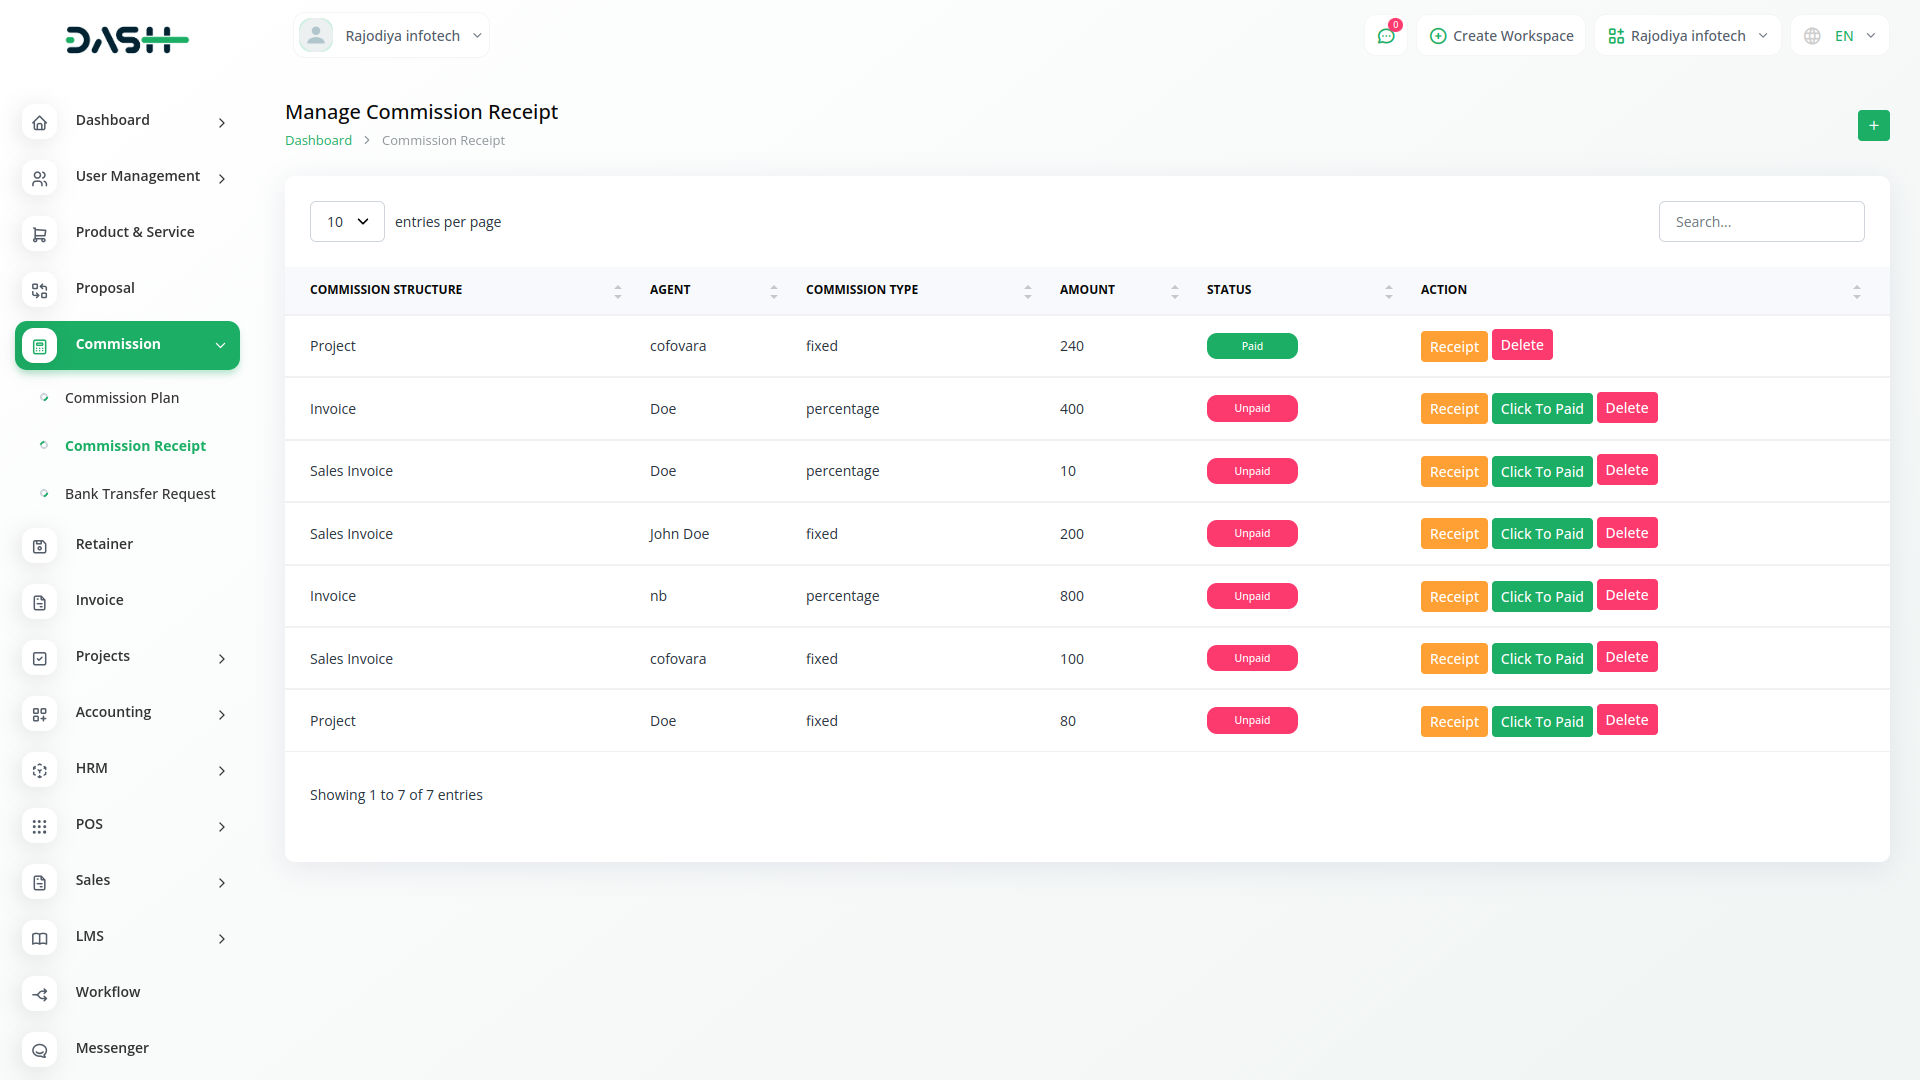 DASH
Rajodiya infotech
0
Create Workspace
Rajodiya infotech
EN
Dashboard
User Management
Product & Service
Proposal
Commission
Commission Plan
Commission Receipt
Bank Transfer Request
Retainer
Invoice
Projects
Accounting
HRM
POS
Sales
LMS
Workflow
Messenger
Manage Commission Receipt
Dashboard > Commission Receipt
+
10 entries per page
Search...
COMMISSION STRUCTURE AGENT COMMISSION TYPE AMOUNT STATUS ACTION
Project cofovara fixed 240 Paid Receipt Delete
Invoice Doe percentage 400 Unpaid Receipt Click To Paid Delete
Sales Invoice Doe percentage 10 Unpaid Receipt Click To Paid Delete
Sales Invoice John Doe fixed 200 Unpaid Receipt Click To Paid Delete
Invoice nb percentage 800 Unpaid Receipt Click To Paid Delete
Sales Invoice cofovara fixed 100 Unpaid Receipt Click To Paid Delete
Project Doe fixed 80 Unpaid Receipt Click To Paid Delete
Showing 1 to 7 of 7 entries